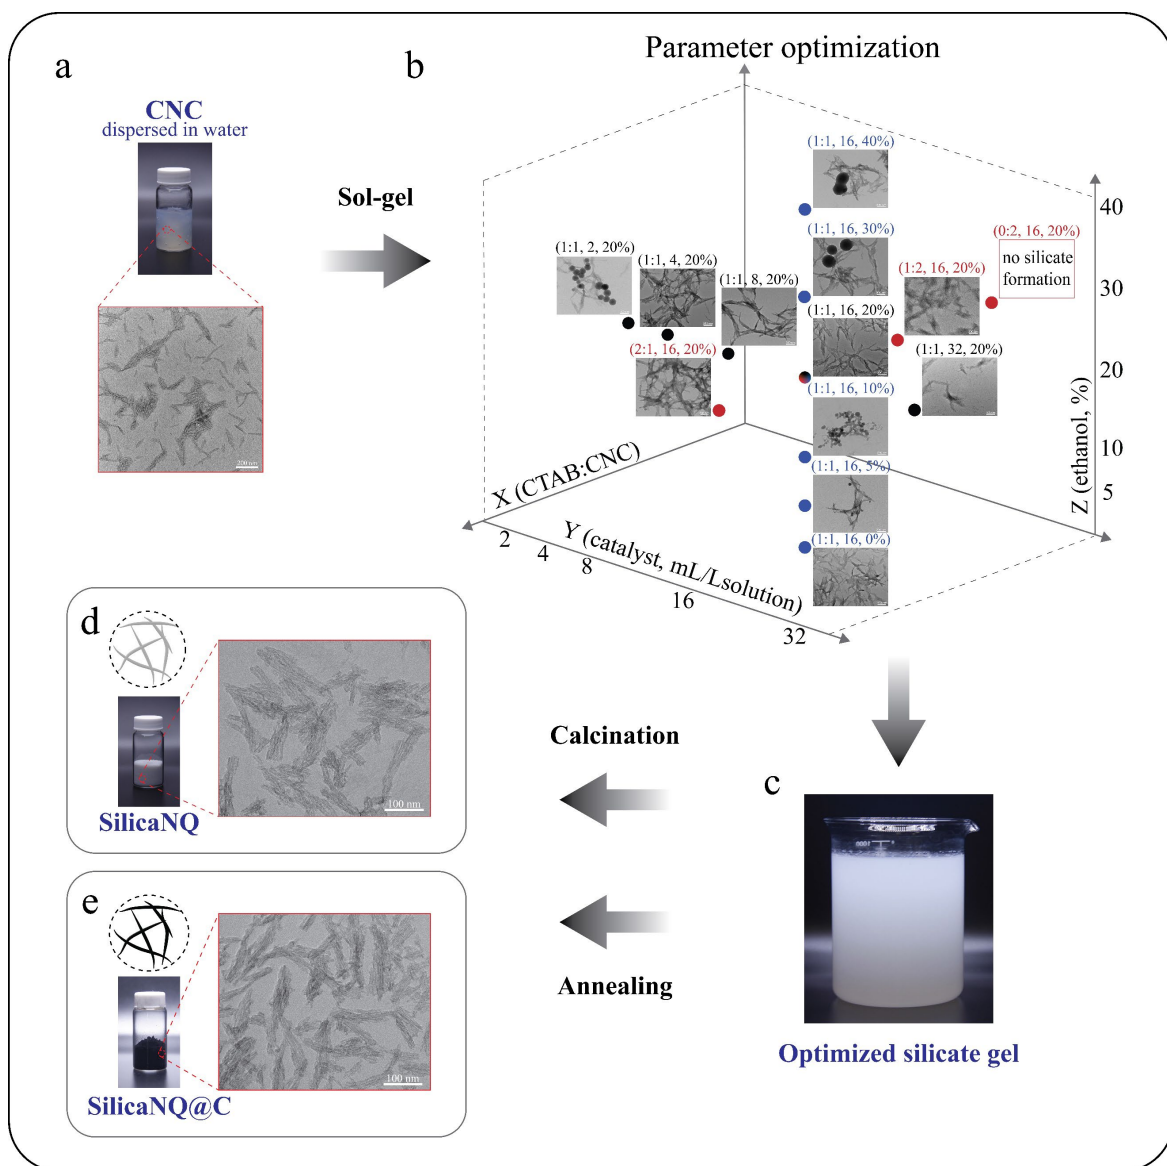 a
CNC
dispersed in water
200 nm
Sol-gel
b
Parameter optimization
(1:1, 16, 40%)
(1:1, 16, 30%)
(0:2, 16, 20%)
no silicate
formation
(1:2, 16, 20%)
(1:1, 2, 20%)
(1:1, 4, 20%)
(1:1, 8, 20%)
(1:1, 16, 20%)
(2:1, 16, 20%)
(1:1, 32, 20%)
(1:1, 16, 10%)
(1:1, 16, 5%)
(1:1, 16, 0%)
X (CTAB:CNC)
Y (catalyst, mL/Lsolution)
2
4
8
16
32
Z (ethanol, %)
40
30
20
10
5
c
Optimized silicate gel
Calcination
Annealing
d
SilicaNQ
100 nm
e
SilicaNQ@C
100 nm